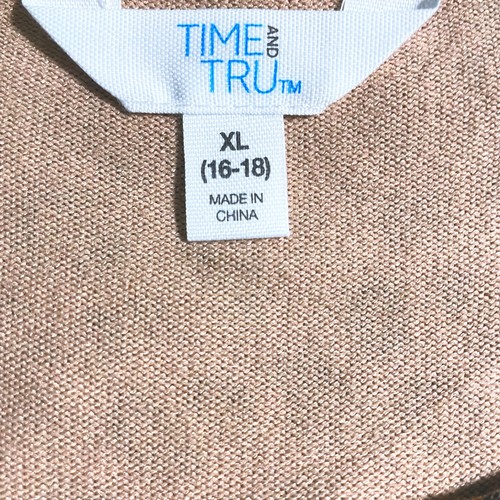 TIME AND
TRU™
XL
(16-18)
MADE IN
CHINA